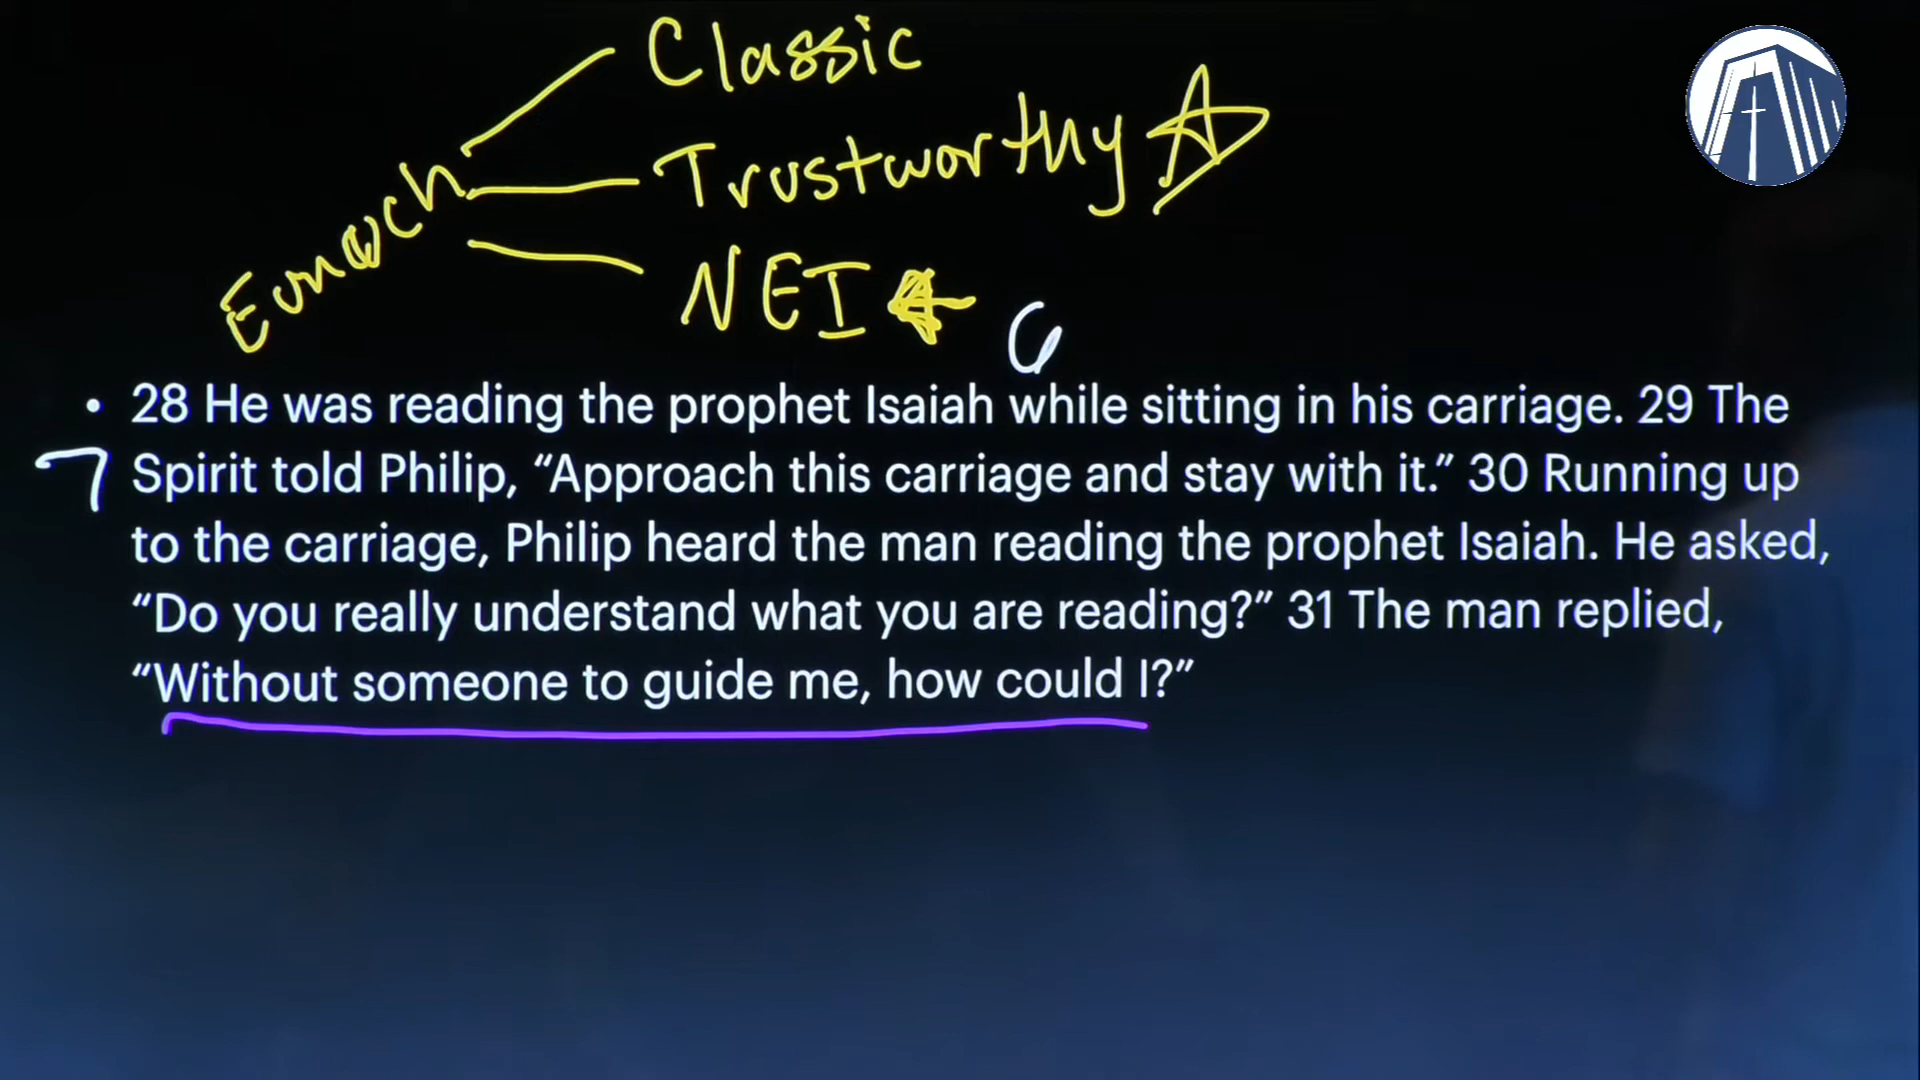 Classic
Trustworthy
Eunuch
NEI
6
• 28 He was reading the prophet Isaiah while sitting in his carriage. 29 The
7 Spirit told Philip, “Approach this carriage and stay with it.” 30 Running up
to the carriage, Philip heard the man reading the prophet Isaiah. He asked,
“Do you really understand what you are reading?” 31 The man replied,
“Without someone to guide me, how could I?”